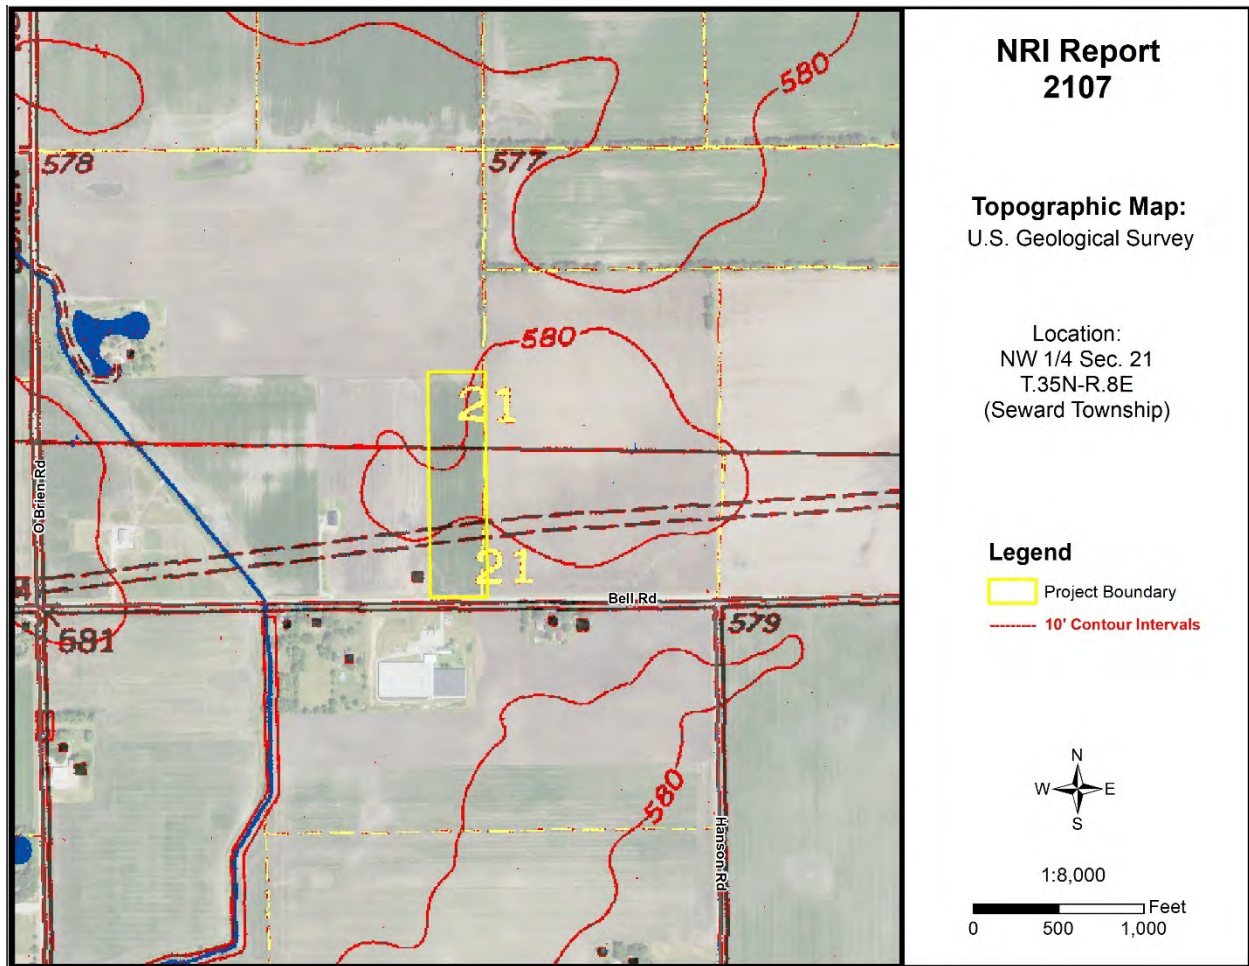 NRI Report
2107
Topographic Map:
U.S. Geological Survey
Location:
NW 1/4 Sec. 21
T.35N-R.8E
(Seward Township)
Legend
Project Boundary
10' Contour Intervals
N
W E
S
1:8,000
Feet
0 500 1,000
580
578
577
580
21
O'Brien Rd
21
Bell Rd
581
579
580
Hanson Rd